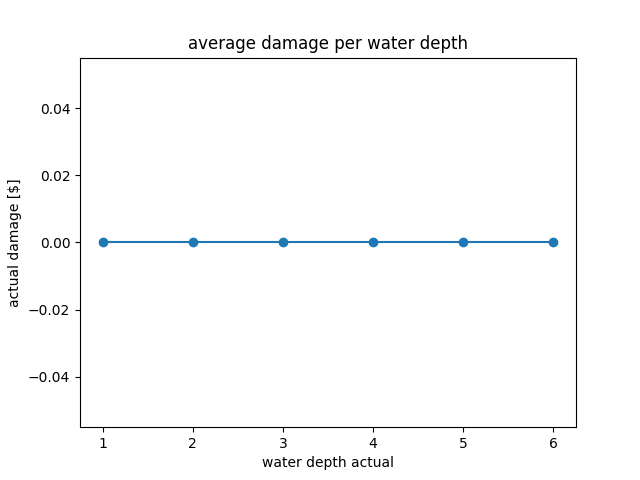 average damage per water depth
actual damage [$]
0.04
0.02
0.00
−0.02
−0.04
1 2 3 4 5 6
water depth actual